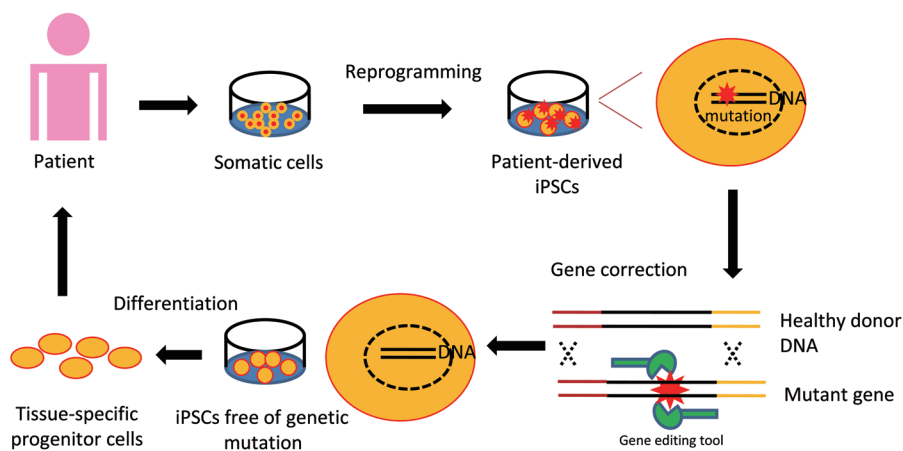 Patient
Somatic cells
Reprogramming
Patient-derived
iPSCs
DNA
mutation
Gene correction
Healthy donor
DNA
Mutant gene
Gene editing tool
DNA
iPSCs free of genetic
mutation
Differentiation
Tissue-specific
progenitor cells